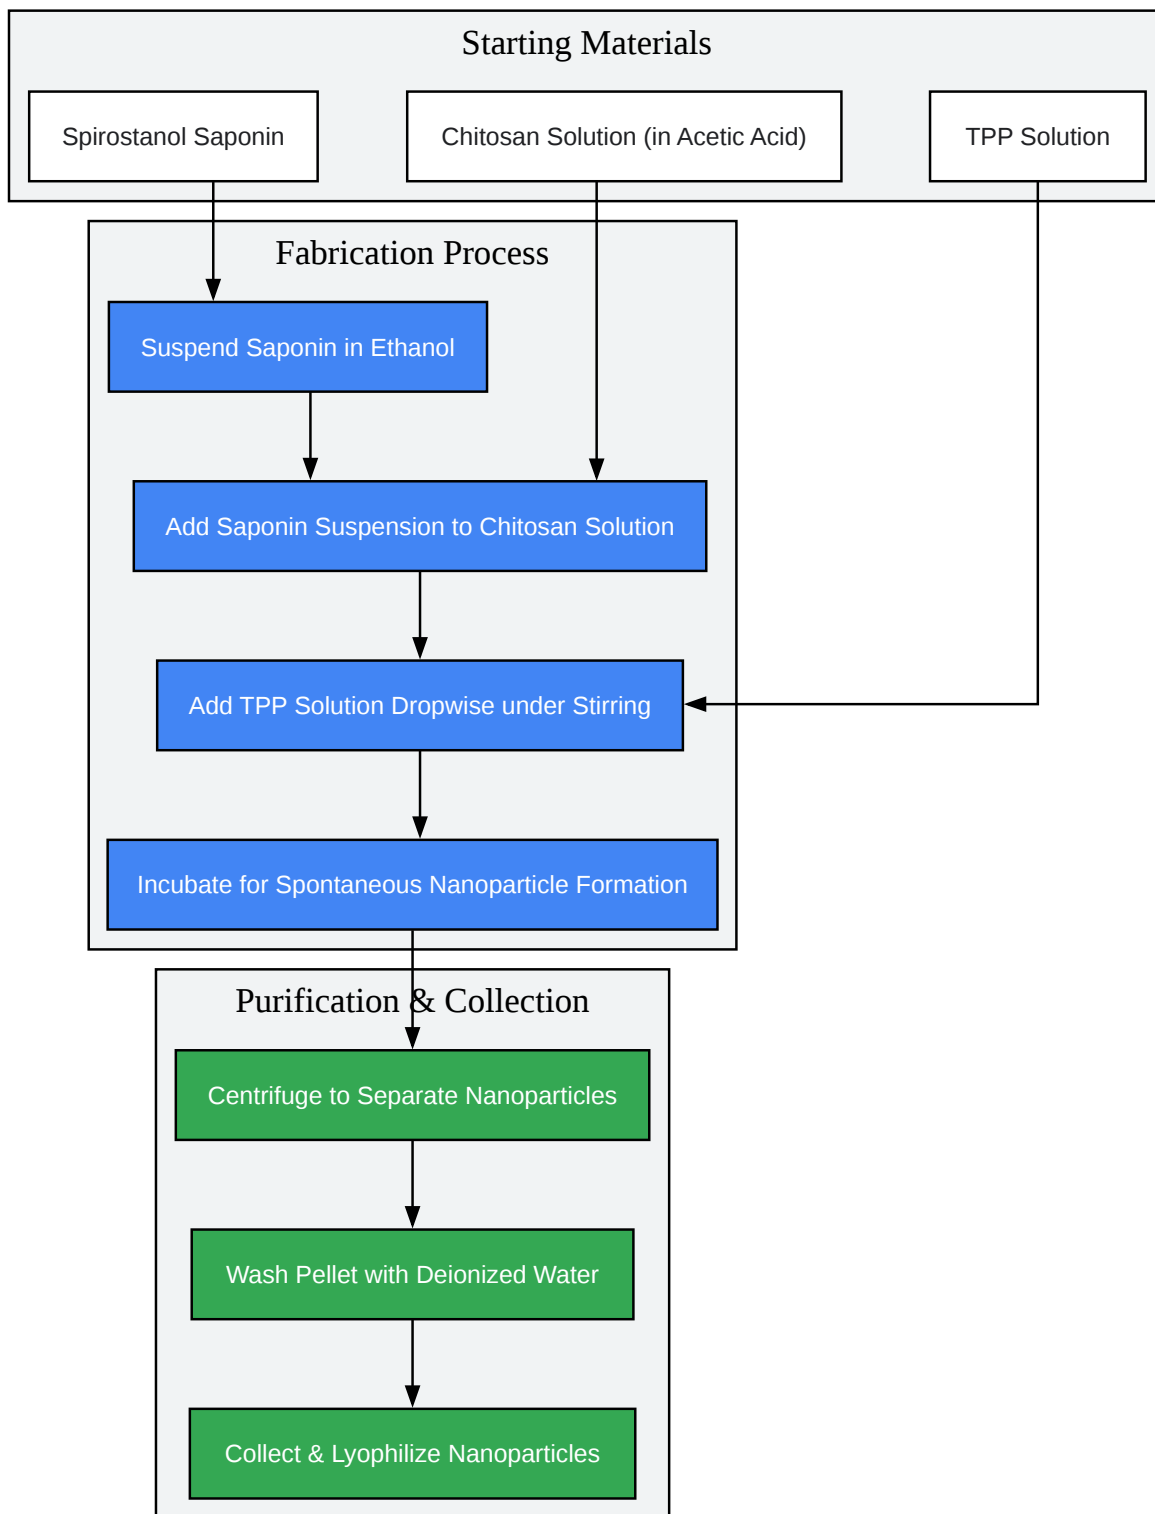 Starting Materials
Spirostanol Saponin
Chitosan Solution (in Acetic Acid)
TPP Solution
Fabrication Process
Suspend Saponin in Ethanol
Add Saponin Suspension to Chitosan Solution
Add TPP Solution Dropwise under Stirring
Incubate for Spontaneous Nanoparticle Formation
Purification & Collection
Centrifuge to Separate Nanoparticles
Wash Pellet with Deionized Water
Collect & Lyophilize Nanoparticles